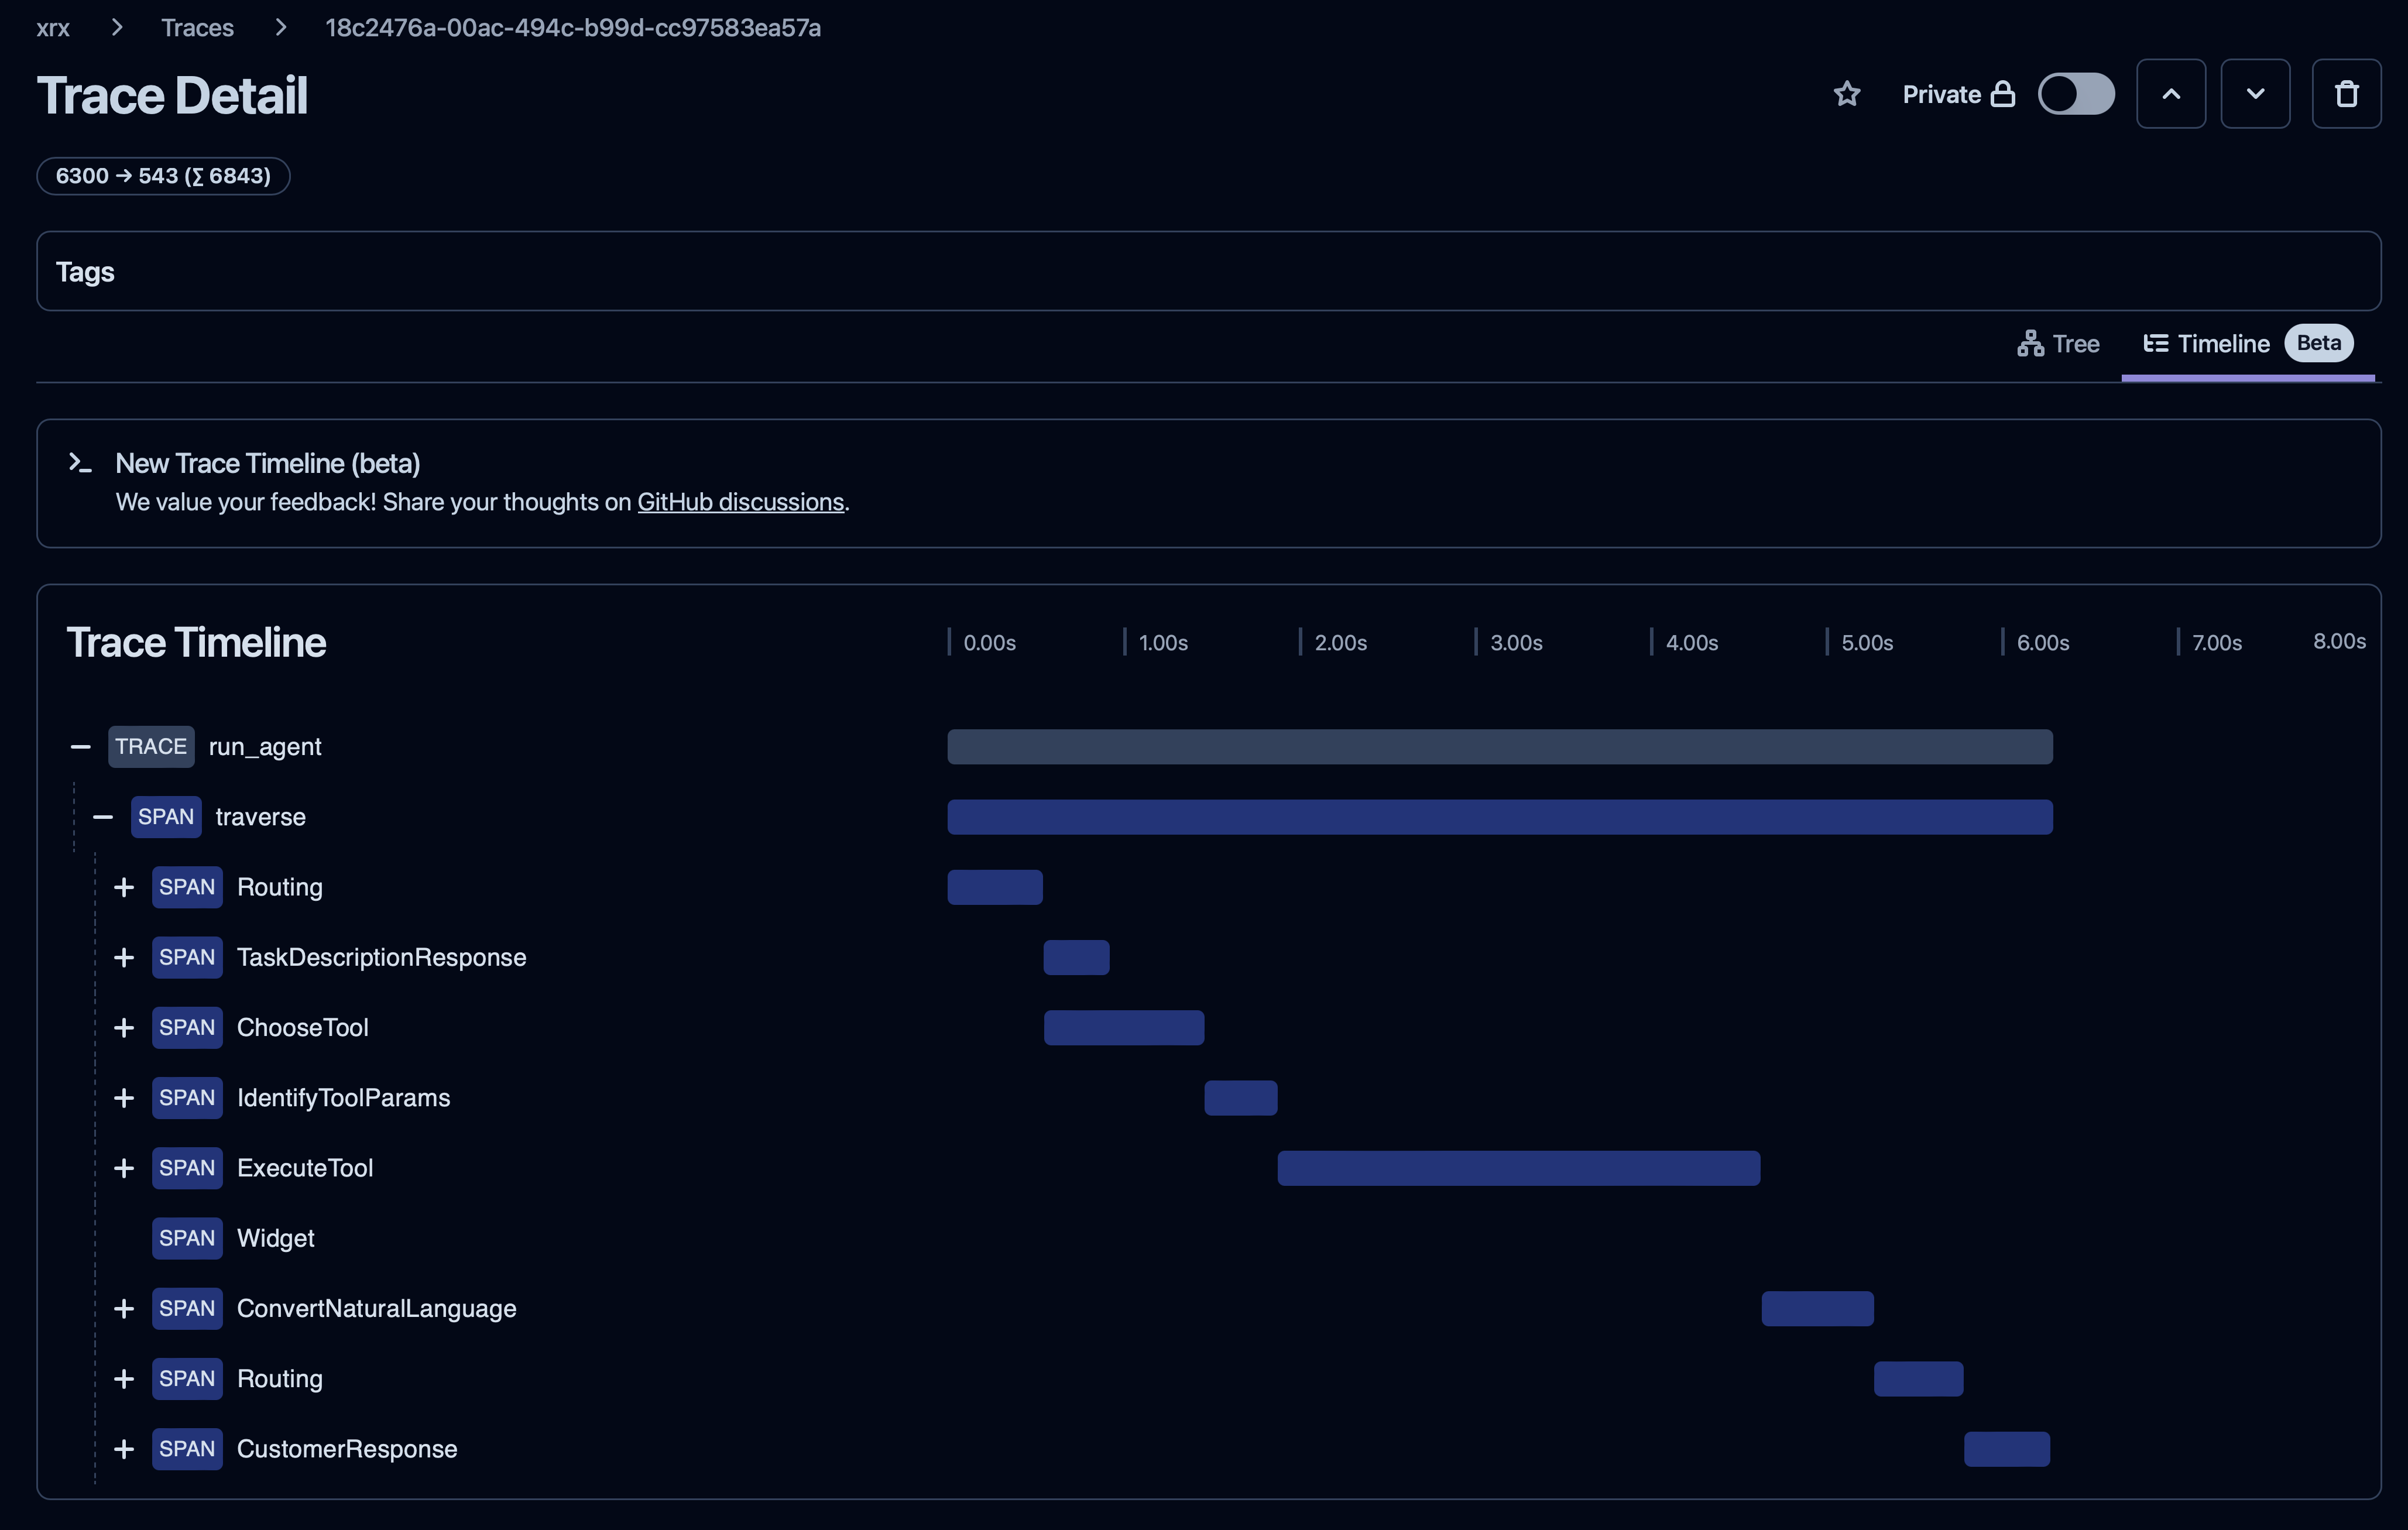 xrx > Traces > 18c2476a-00ac-494c-b99d-cc97583ea57a
Trace Detail
Private
6300 → 543 (∑ 6843)
Tags
Tree Timeline Beta
New Trace Timeline (beta)
We value your feedback! Share your thoughts on GitHub discussions.
Trace Timeline
0.00s 1.00s 2.00s 3.00s 4.00s 5.00s 6.00s 7.00s 8.00s
TRACE run_agent
SPAN traverse
SPAN Routing
SPAN TaskDescriptionResponse
SPAN ChooseTool
SPAN IdentifyToolParams
SPAN ExecuteTool
SPAN Widget
SPAN ConvertNaturalLanguage
SPAN Routing
SPAN CustomerResponse